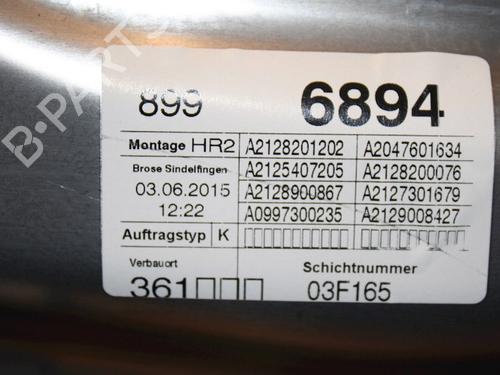 899 6894
Montage HR2 A2128201202 A2047601634
Brose Sindelfingen A2125407205 A2128200076
03.06.2015 A2128900867 A2127301679
12:22 A0997300235 A2129008427
Auftragstyp K
Verbauort Schichtnummer
361 03F165
B-PARTS